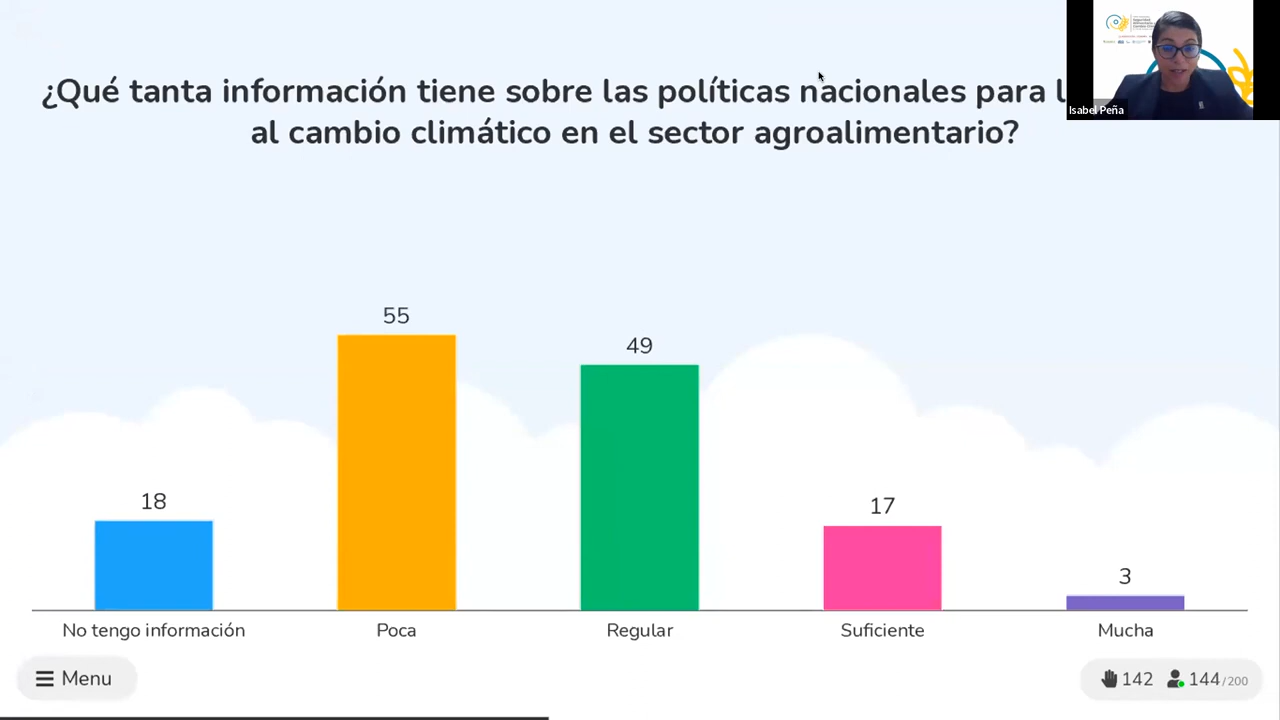 ¿Qué tanta información tiene sobre las políticas nacionales para
al cambio climático en el sector agroalimentario?
Isabel Peña
55
49
18
17
3
No tengo información
Poca
Regular
Suficiente
Mucha
Menu
142
144/200